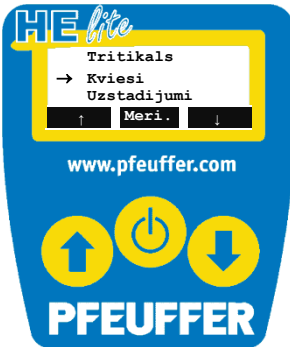 HE lite
Tritikals
→ Kviesi
Uzstadijumi
↑ Meri. ↓
www.pfeuffer.com
PFEUFFER